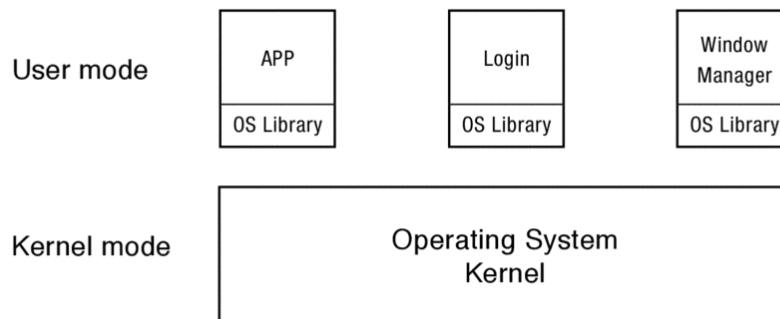 User mode
APP
OS Library
Login
OS Library
Window
Manager
OS Library
Kernel mode
Operating System
Kernel